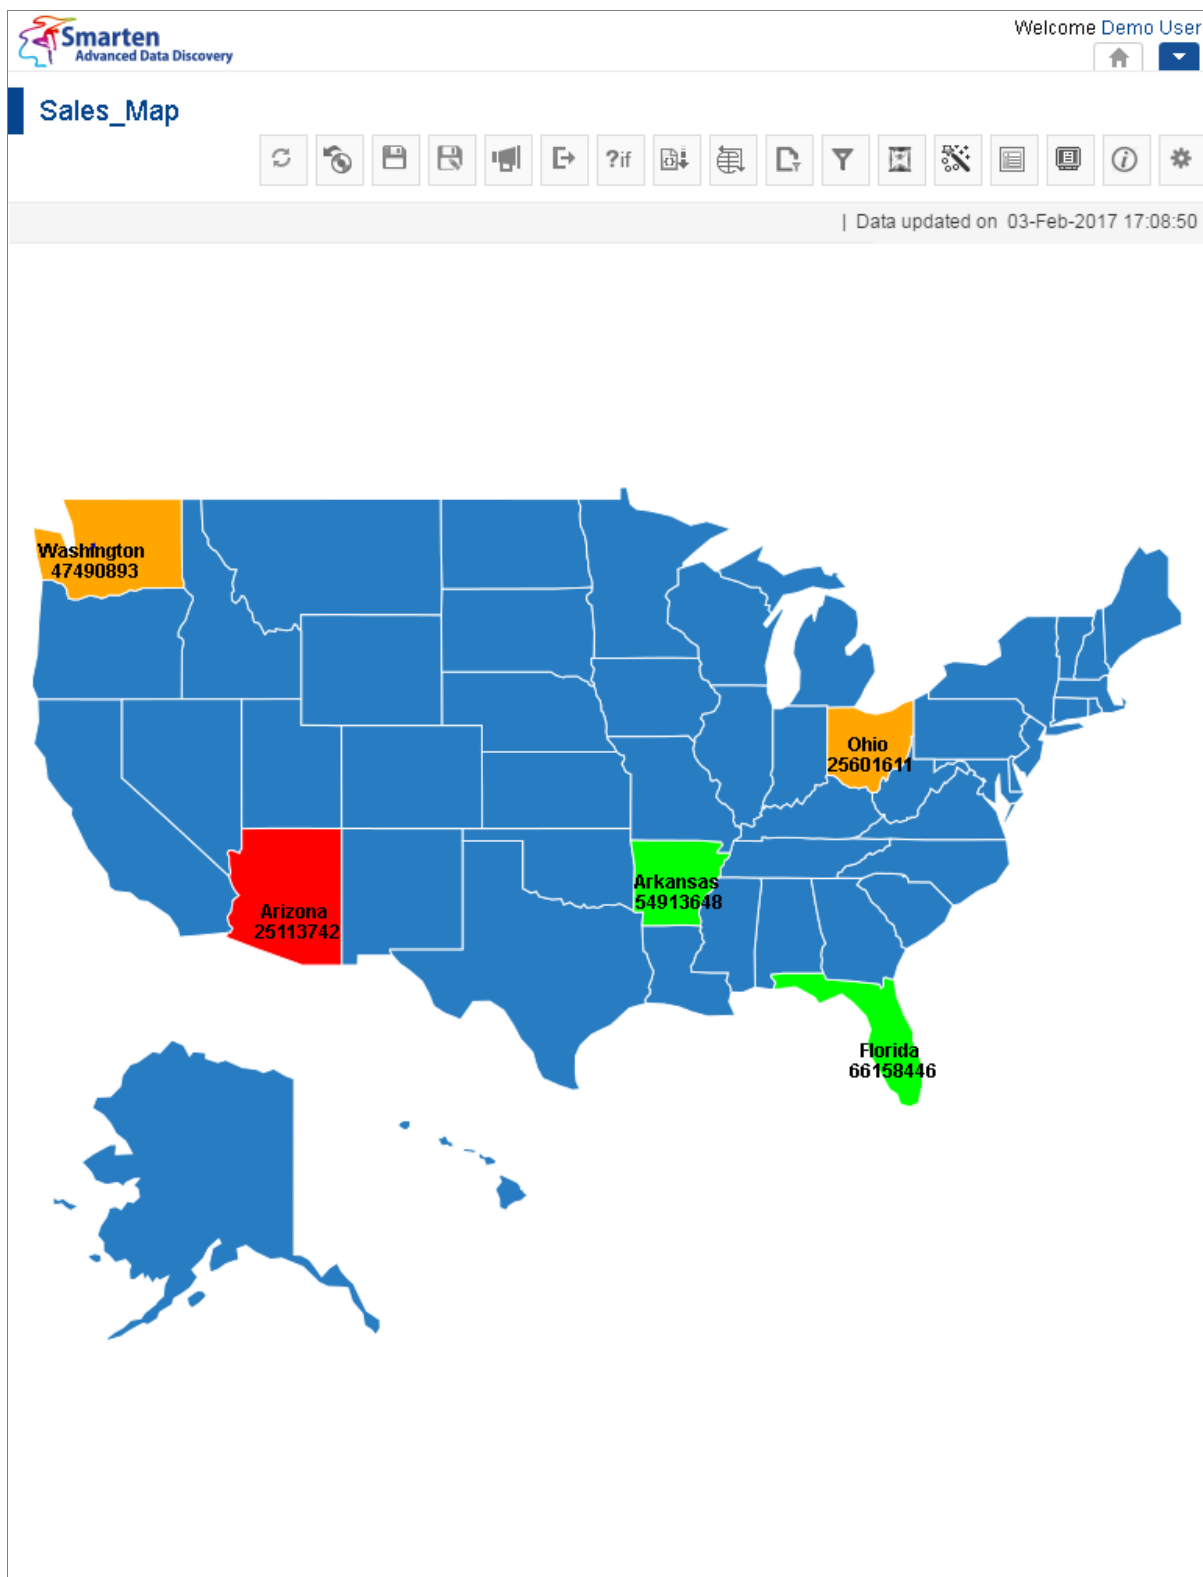 Smarten
Advanced Data Discovery
Welcome Demo User
Sales_Map
?if
| Data updated on 03-Feb-2017 17:08:50
Washington
47490893
Ohio
25601611
Arkansas
54913648
Arizona
25113742
Florida
66158446